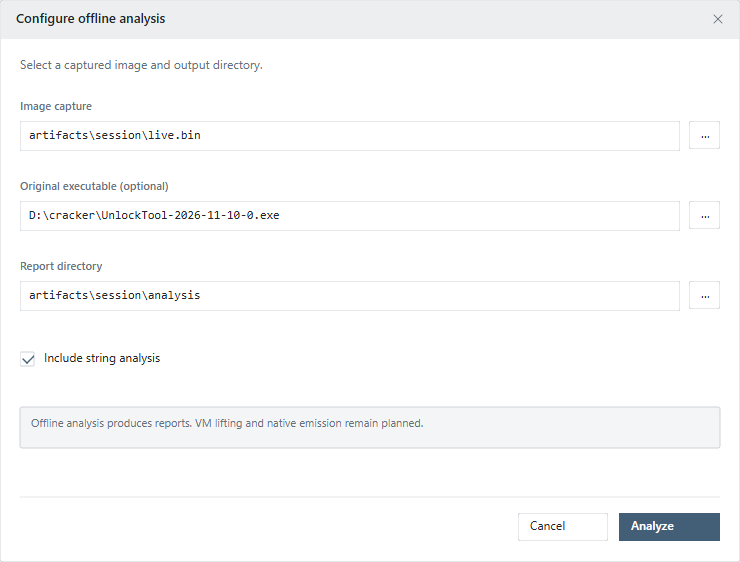 Configure offline analysis
Select a captured image and output directory.
Image capture
artifacts\session\live.bin
...
Original executable (optional)
D:\cracker\UnlockTool-2026-11-10-0.exe
...
Report directory
artifacts\session\analysis
...
Include string analysis
Offline analysis produces reports. VM lifting and native emission remain planned.
Cancel
Analyze